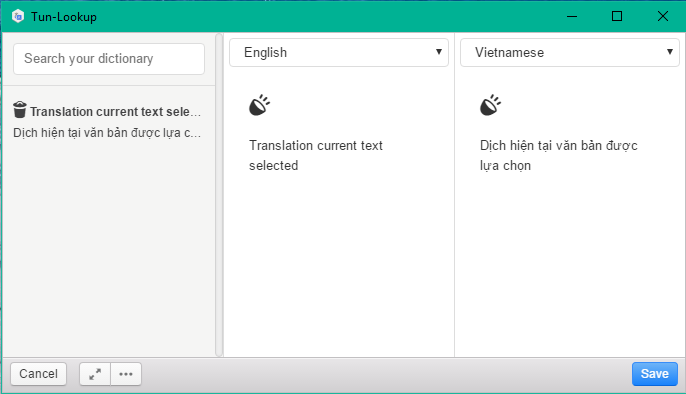 Tun-Lookup
Search your dictionary
Translation current text sele...
Dịch hiện tại văn bản được lựa c...
English
Translation current text
selected
Vietnamese
Dịch hiện tại văn bản được
lựa chọn
Cancel
Save